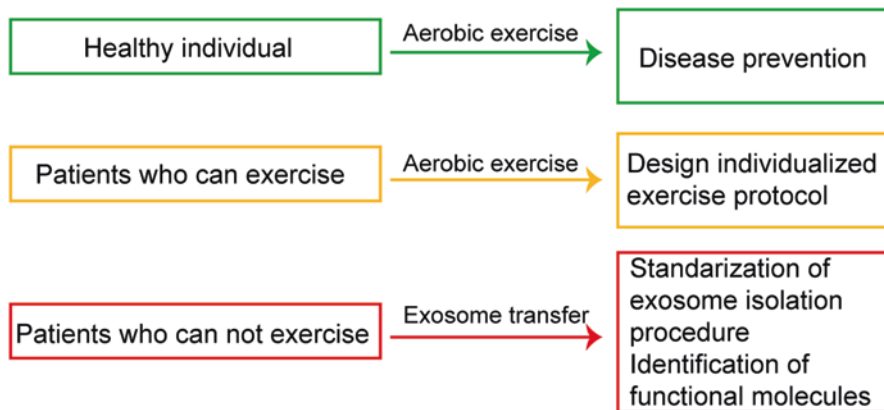 Healthy individual
Aerobic exercise
Disease prevention
Patients who can exercise
Aerobic exercise
Design individualized
exercise protocol
Patients who can not exercise
Exosome transfer
Standarization of
exosome isolation
procedure
Identification of
functional molecules